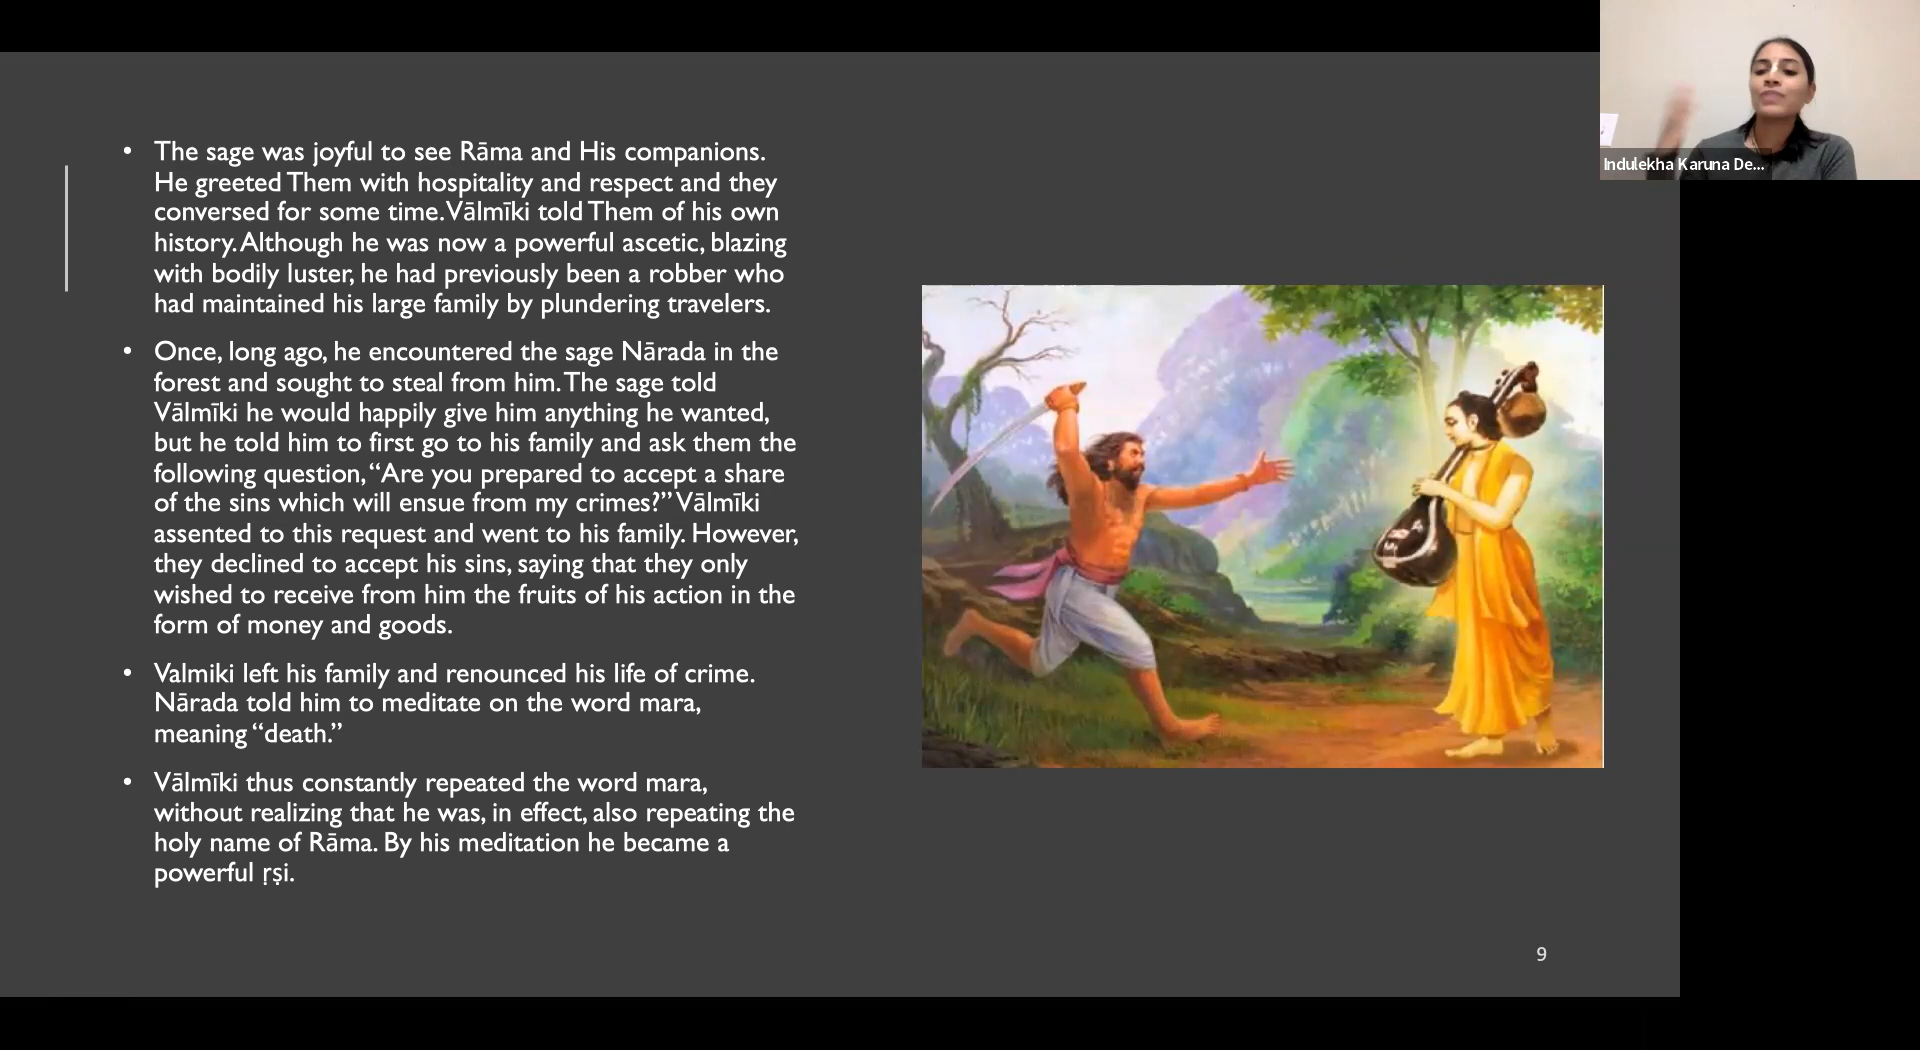 • The sage was joyful to see Rāma and His companions.
He greeted Them with hospitality and respect and they
conversed for some time. Vālmīki told Them of his own
history. Although he was now a powerful ascetic, blazing
with bodily luster, he had previously been a robber who
had maintained his large family by plundering travelers.
• Once, long ago, he encountered the sage Nārada in the
forest and sought to steal from him. The sage told
Vālmīki he would happily give him anything he wanted,
but he told him to first go to his family and ask them the
following question, “Are you prepared to accept a share
of the sins which will ensue from my crimes?” Vālmīki
assented to this request and went to his family. However,
they declined to accept his sins, saying that they only
wished to receive from him the fruits of his action in the
form of money and goods.
• Valmiki left his family and renounced his life of crime.
Nārada told him to meditate on the word mara,
meaning “death.”
• Vālmīki thus constantly repeated the word mara,
without realizing that he was, in effect, also repeating the
holy name of Rāma. By his meditation he became a
powerful ṛṣi.
9
Indulekha Karuna De...